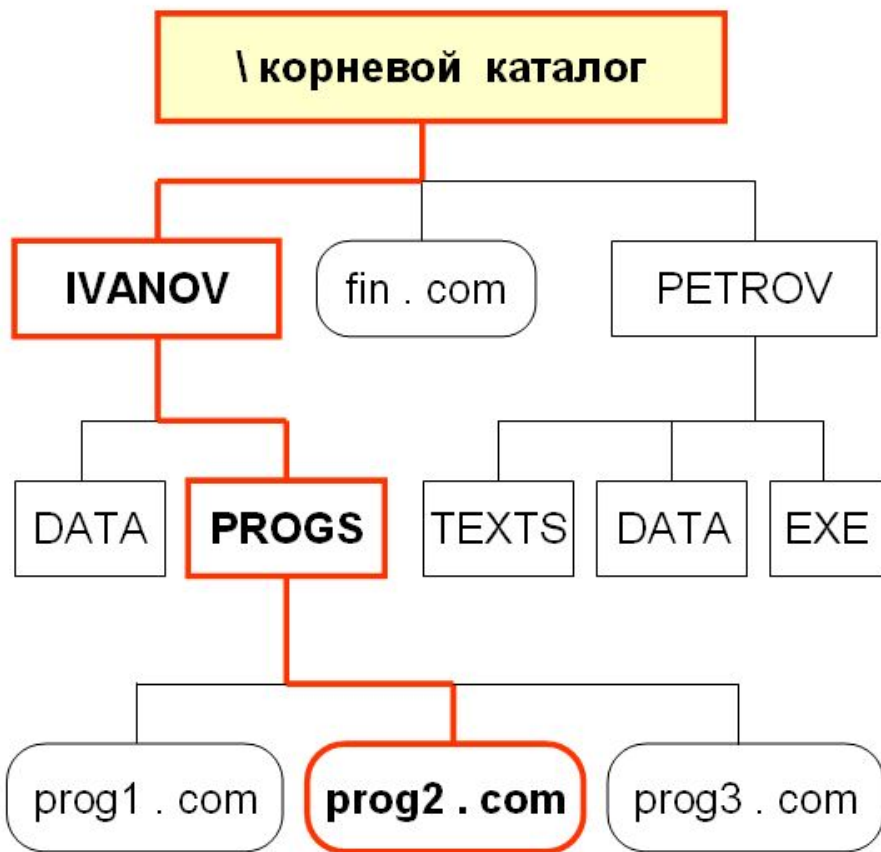 \ корневой каталог
IVANOV
fin . com
PETROV
DATA
PROGS
TEXTS
DATA
EXE
prog1 . com
prog2 . com
prog3 . com